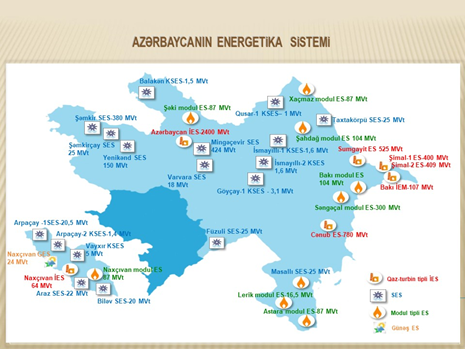 AZƏRBAYCANIN ENERGETİKA SİSTEMİ
Balakən KSES-1,5 MVt
Şəki modul ES-87 MVt
Xaçmaz modul ES-87 MVt
Qusar-1 KSES– 1 MVt
Şəmkir SES-380 MVt
Taxtakörpü SES-25 MVt
Azərbaycan İES-2400 MVt
Şahdağ modul ES 104 MVt
Şəmkirçay SES
25 MVt
Mingəçevir SES
424 MVt
İsmayıllı-1 KSES-1,6 MVt
Sumqayıt ES 525 MVt
Yenikənd SES
150 MVt
İsmayıllı-2 KSES
1,6 MVt
Şimal-1 ES-400 MVt
Şimal-2 ES-409 MVt
Varvara SES
18 MVt
Göyçay-1 KSES - 3,1 MVt
Bakı modul ES
104 MVt
Bakı İEM-107 MVt
Səngəçal modul ES-300 MVt
Arpaçay -1SES-20,5 MVt
Arpaçay-2 KSES-1,4 MVt
Cənub ES-780 MVt
Naxçıvan GES
24 MVt
Vayxır KSES
5 MVt
Füzuli SES-25 MVt
Naxçıvan modul ES
87 MVt
Naxçıvan İES
64 MVt
Araz SES-22 MVt
Biləv SES-20 MVt
Masallı SES-25 MVt
Lerik modul ES-16,5 MVt
Astara modul ES-87 MVt
Qaz-turbin tipli İES
SES
Modul tipli ES
Günəş ES